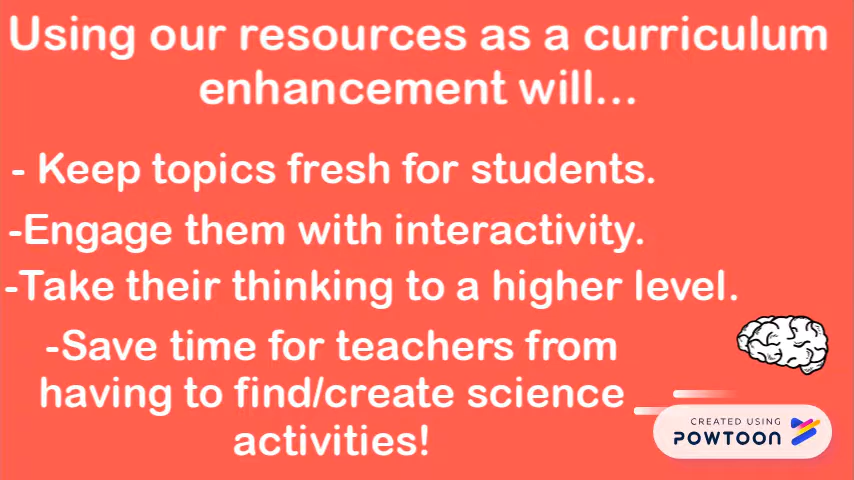 Using our resources as a curriculum
enhancement will...
- Keep topics fresh for students.
-Engage them with interactivity.
-Take their thinking to a higher level.
-Save time for teachers from
having to find/create science
activities!
CREATED USING
POWTOON